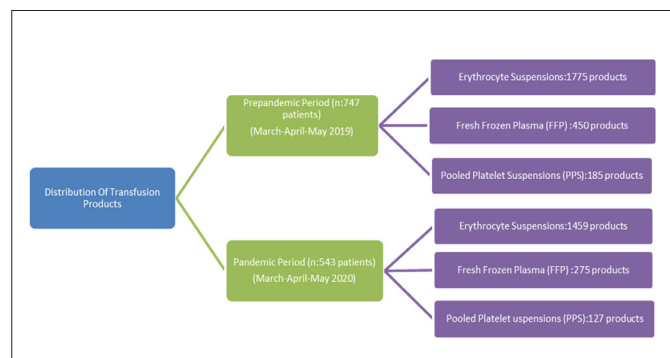 Distribution Of Transfusion
Products
Prepandemic Period (n:747
patients)
(March-April-May 2019)
Erythrocyte Suspensions:1775 products
Fresh Frozen Plasma (FFP) :450 products
Pooled Platelet Suspensions (PPS):185 products
Pandemic Period (n:543 patients)
(March-April-May 2020)
Erythrocyte Suspensions:1459 products
Fresh Frozen Plasma (FFP) :275 products
Pooled Platelet uspensions (PPS):127 products